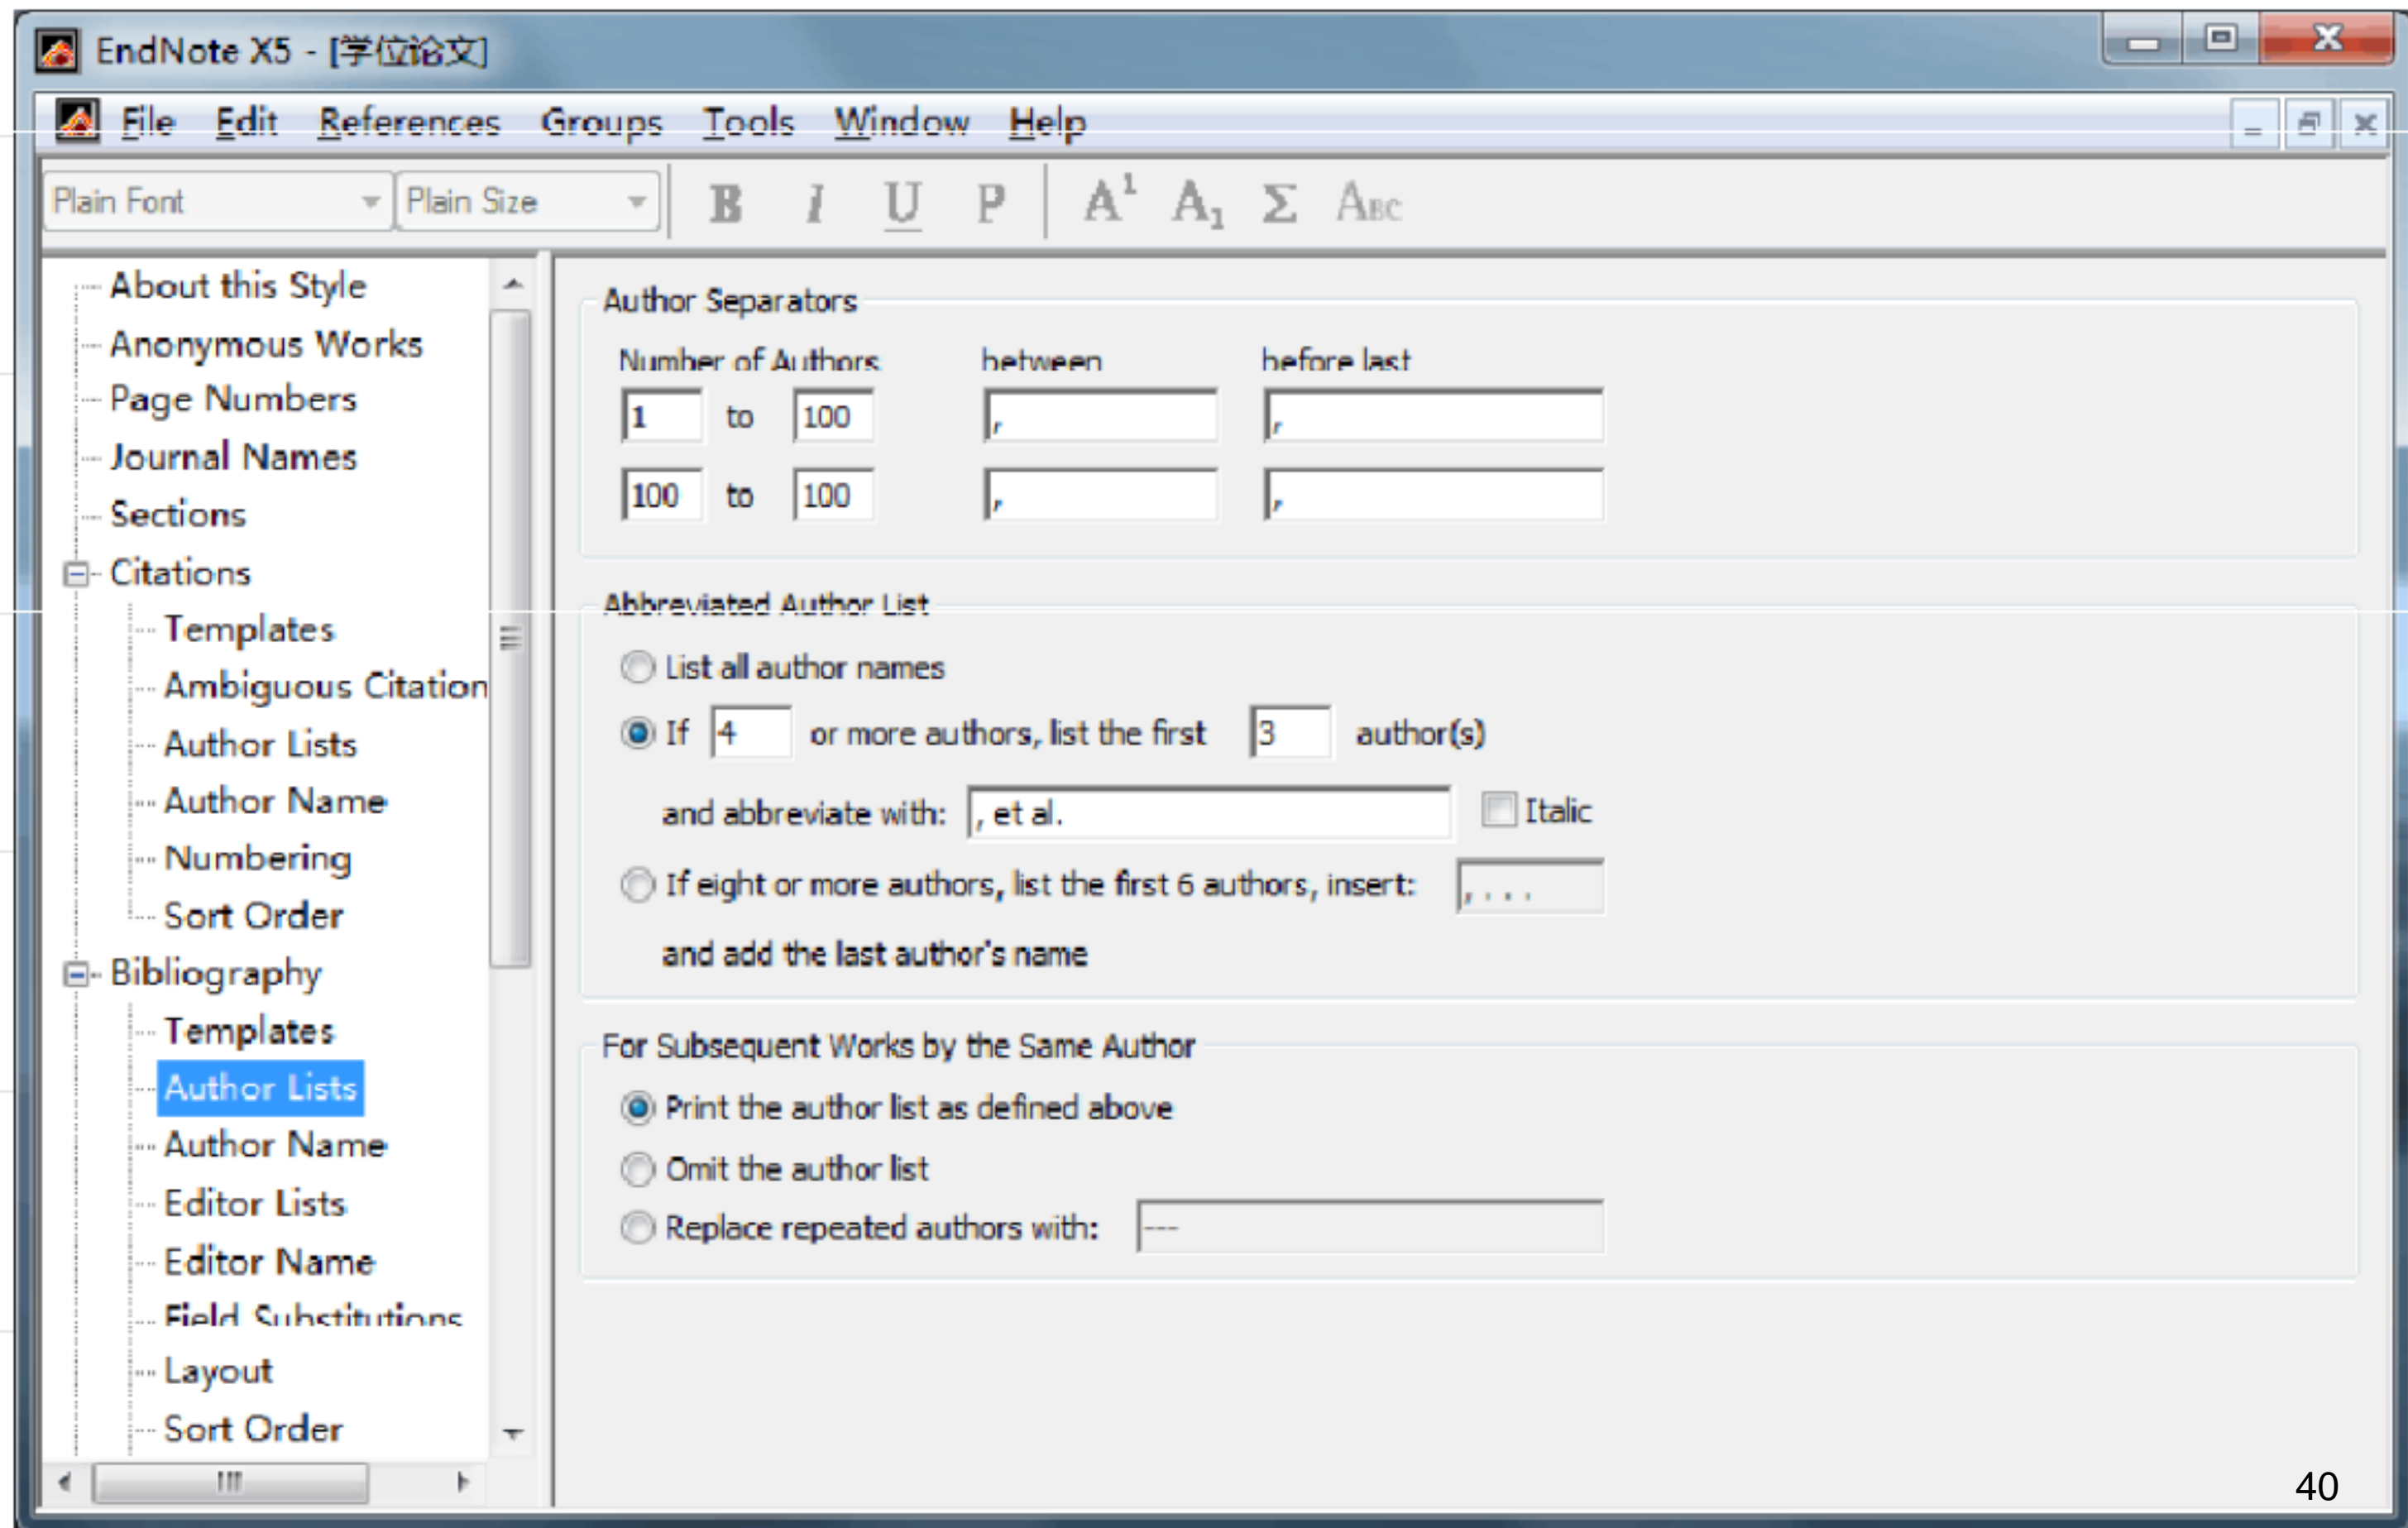 EndNote X5 - [学位论文]
File Edit References Groups Tools Window Help
Plain Font Plain Size B I U P A1 A1 Σ ABC
About this Style
Anonymous Works
Page Numbers
Journal Names
Sections
Citations
Templates
Ambiguous Citation
Author Lists
Author Name
Numbering
Sort Order
Bibliography
Templates
Author Lists
Author Name
Editor Lists
Editor Name
Field Substitutions
Layout
Sort Order
Author Separators
Number of Authors between before last
1 to 100 , ,
100 to 100 , ,
Abbreviated Author List
List all author names
If 4 or more authors, list the first 3 author(s)
and abbreviate with: , et al. Italic
If eight or more authors, list the first 6 authors, insert: , . . .
and add the last author's name
For Subsequent Works by the Same Author
Print the author list as defined above
Omit the author list
Replace repeated authors with: ---
40